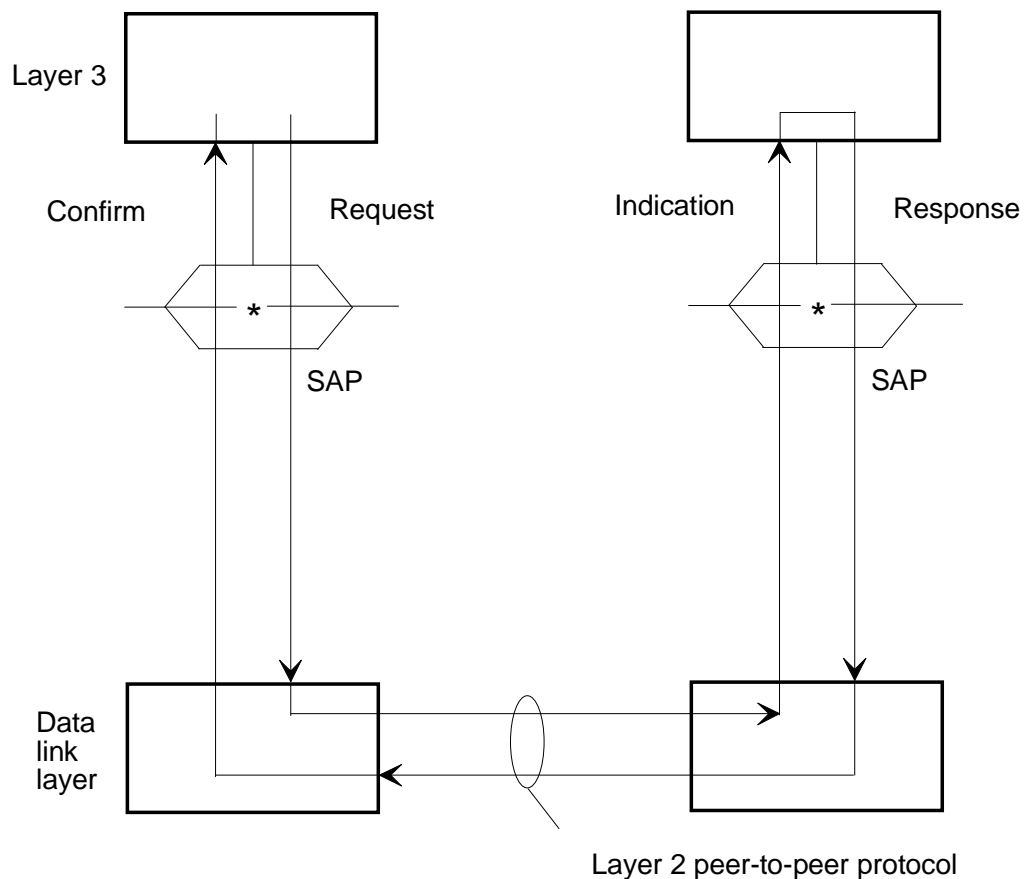 Layer 3
Confirm
Request
Indication
Response
*
*
SAP
SAP
Data
link
layer
Layer 2 peer-to-peer protocol